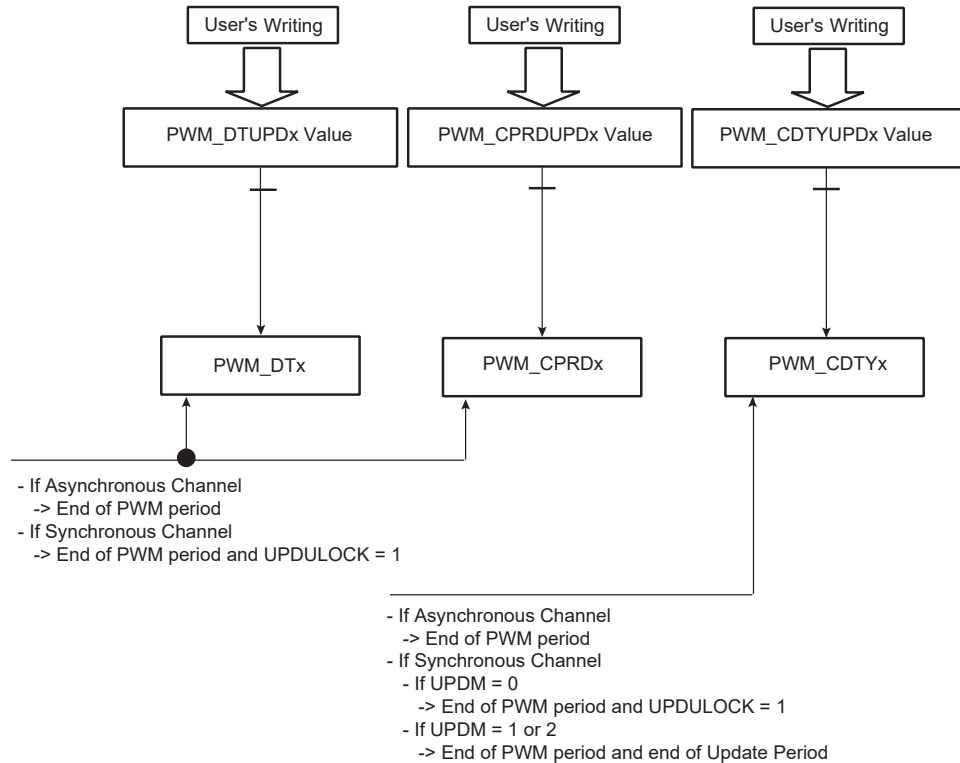 User's Writing
User's Writing
User's Writing
PWM_DTUPDx Value
PWM_CPRDUPDx Value
PWM_CDTYUPDx Value
PWM_DTx
PWM_CPRDx
PWM_CDTYx
- If Asynchronous Channel
-> End of PWM period
- If Synchronous Channel
-> End of PWM period and UPDULOCK = 1
- If Asynchronous Channel
-> End of PWM period
- If Synchronous Channel
- If UPDM = 0
-> End of PWM period and UPDULOCK = 1
- If UPDM = 1 or 2
-> End of PWM period and end of Update Period